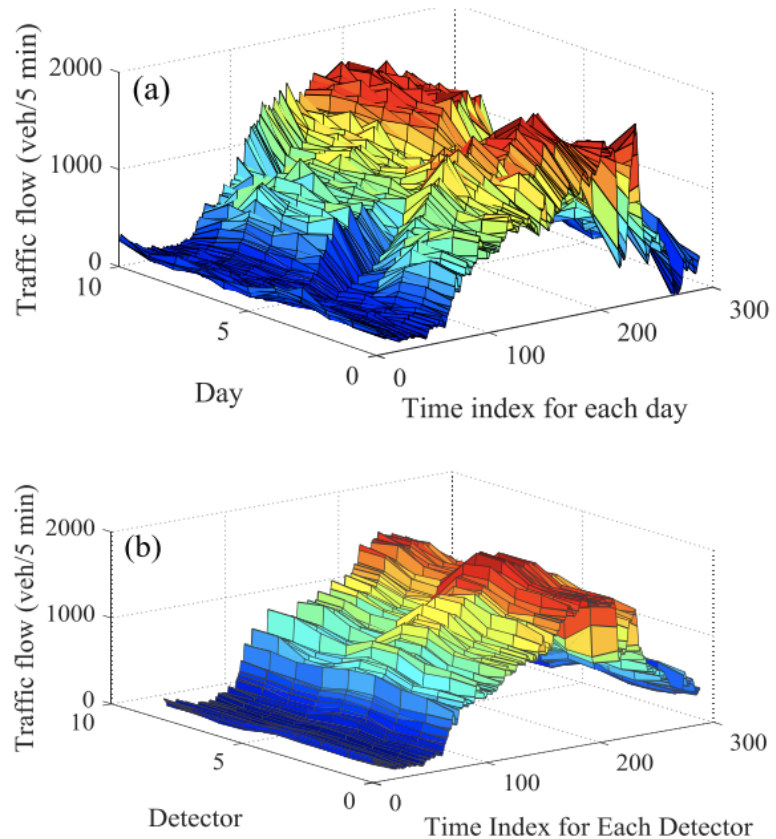 (a)
Traffic flow (veh/5 min)
2000
1000
0
10
5
0
Day
0
100
200
300
Time index for each day
(b)
Traffic flow (veh/5 min)
2000
1000
0
10
5
0
Detector
0
100
200
300
Time Index for Each Detector